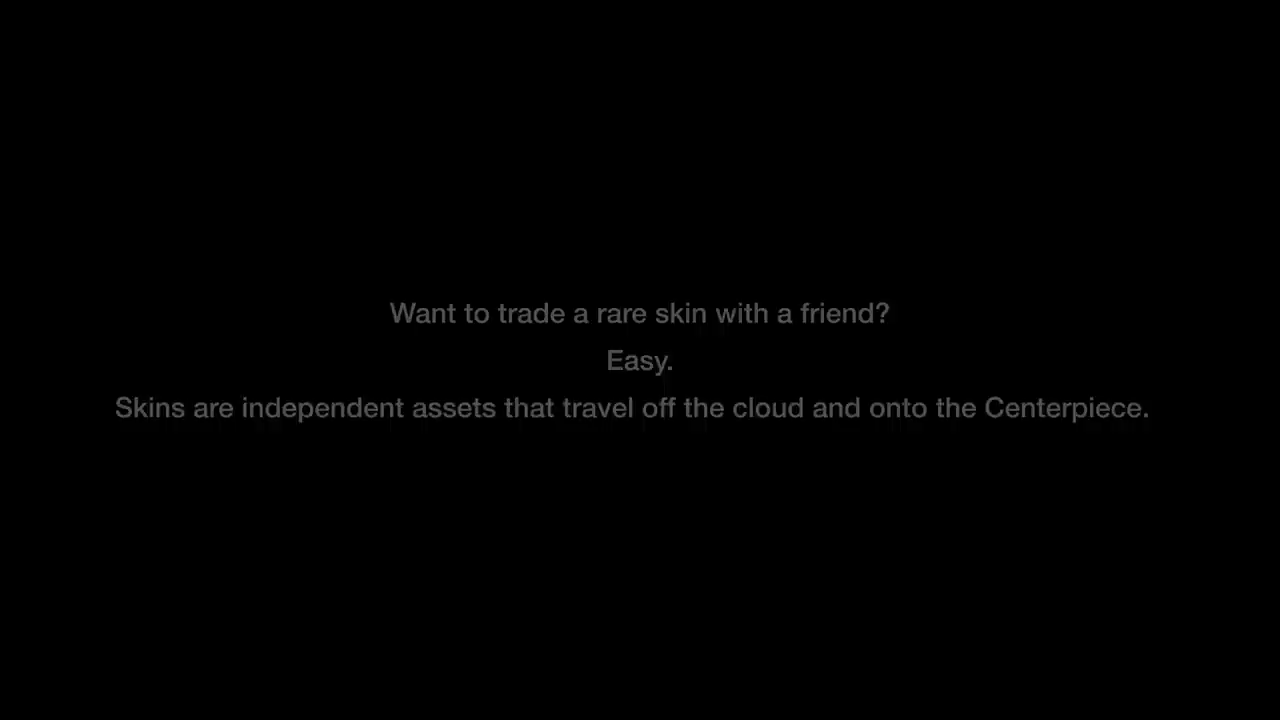 Want to trade a rare skin with a friend?
Easy.
Skins are independent assets that travel off the cloud and onto the Centerpiece.